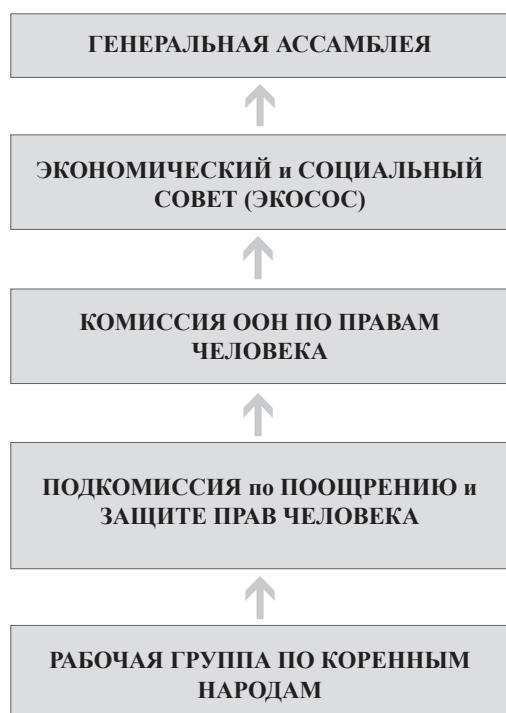 ГЕНЕРАЛЬНАЯ АССАМБЛЕЯ
ЭКОНОМИЧЕСКИЙ и СОЦИАЛЬНЫЙ
СОВЕТ (ЭКОСОС)
КОМИССИЯ ООН ПО ПРАВАМ
ЧЕЛОВЕКА
ПОДКОМИССИЯ по ПООЩРЕНИЮ и
ЗАЩИТЕ ПРАВ ЧЕЛОВЕКА
РАБОЧАЯ ГРУППА ПО КОРЕННЫМ
НАРОДАМ